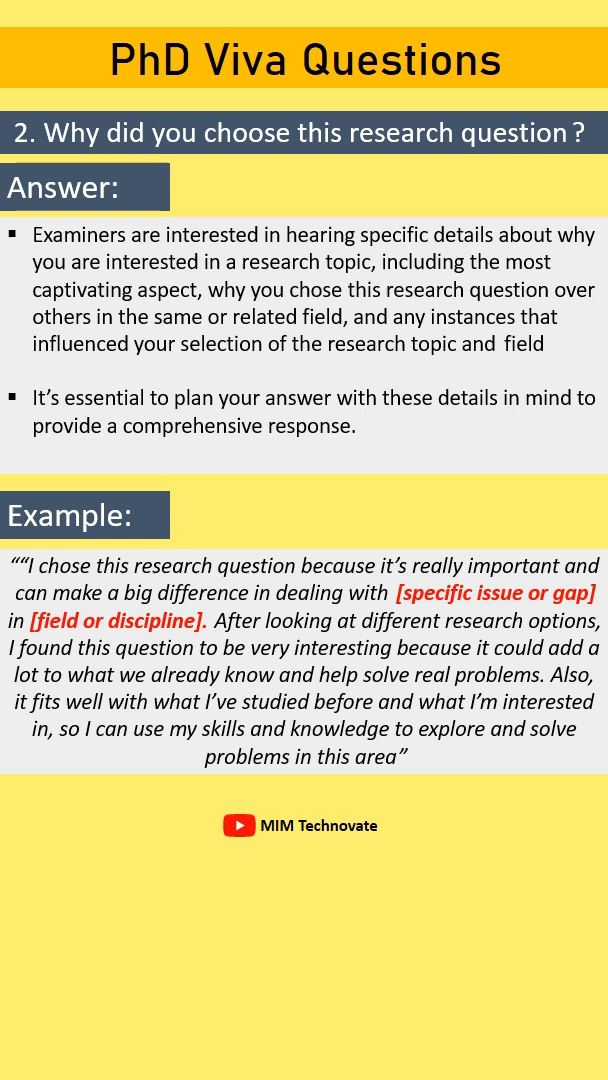 PhD Viva Questions
2. Why did you choose this research question?
Answer:
▪ Examiners are interested in hearing specific details about why
you are interested in a research topic, including the most
captivating aspect, why you chose this research question over
others in the same or related field, and any instances that
influenced your selection of the research topic and field
▪ It’s essential to plan your answer with these details in mind to
provide a comprehensive response.
Example:
““I chose this research question because it’s really important and
can make a big difference in dealing with [specific issue or gap]
in [field or discipline]. After looking at different research options,
I found this question to be very interesting because it could add a
lot to what we already know and help solve real problems. Also,
it fits well with what I’ve studied before and what I’m interested
in, so I can use my skills and knowledge to explore and solve
problems in this area”
MIM Technovate